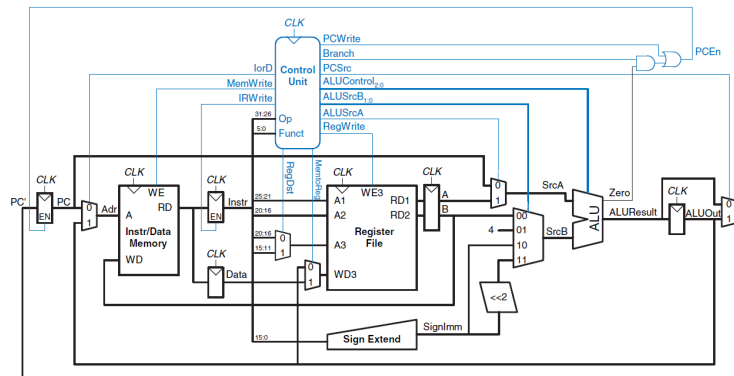 CLK
PCWrite
Branch
PCEn
IorD
Control
Unit
PCSrc
MemWrite
ALUControl2:0
IRWrite
ALUSrcB1:0
31:26
Op
ALUSrcA
5:0
Funct
RegWrite
RegDst
MemtoReg
CLK
CLK
CLK
CLK
CLK
PC'
EN
PC
0
1
Adr
WE
A
RD
Instr/Data
Memory
WD
EN
Instr
25:21
20:16
20:16
15:11
0
1
A1
A2
A3
WD3
WE3
RD1
RD2
Register
File
A
B
0
1
SrcA
4
00
01
10
11
SrcB
ALU
Zero
ALUResult
CLK
ALUOut
0
1
CLK
Data
0
1
<<2
15:0
SignImm
Sign Extend